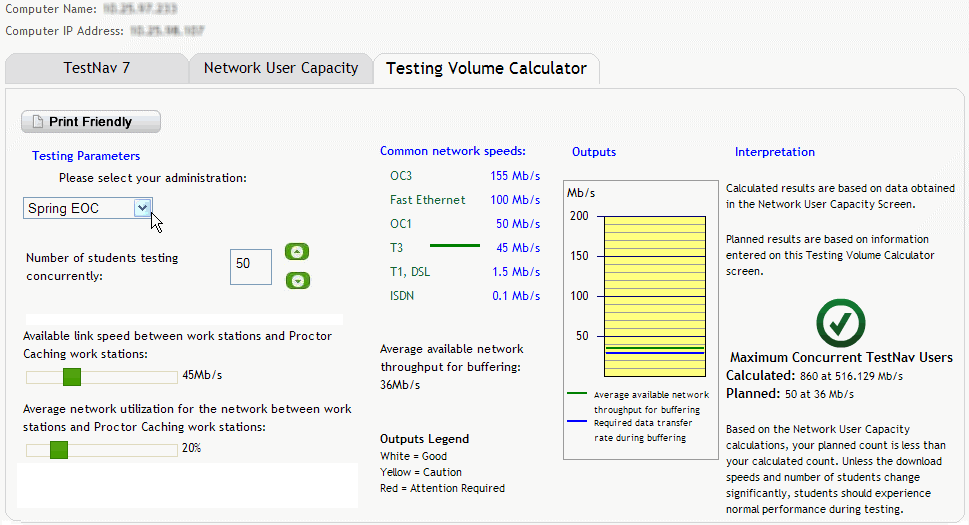 Computer Name:
Computer IP Address:
TestNav 7
Network User Capacity
Testing Volume Calculator
Print Friendly
Testing Parameters
Please select your administration:
Spring EOC
Number of students testing
concurrently:
50
Available link speed between work stations and Proctor
Caching work stations:
45Mb/s
Average network utilization for the network between work
stations and Proctor Caching work stations:
20%
Common network speeds:
OC3 155 Mb/s
Fast Ethernet 100 Mb/s
OC1 50 Mb/s
T3 45 Mb/s
T1, DSL 1.5 Mb/s
ISDN 0.1 Mb/s
Average available network
throughput for buffering:
36Mb/s
Outputs Legend
White = Good
Yellow = Caution
Red = Attention Required
Outputs
Mb/s
200
150
100
50
Average available network
throughput for buffering
Required data transfer
rate during buffering
Interpretation
Calculated results are based on data obtained
in the Network User Capacity Screen.
Planned results are based on information
entered on this Testing Volume Calculator
screen.
Maximum Concurrent TestNav Users
Calculated: 860 at 516.129 Mb/s
Planned: 50 at 36 Mb/s
Based on the Network User Capacity
calculations, your planned count is less than
your calculated count. Unless the download
speeds and number of students change
significantly, students should experience
normal performance during testing.